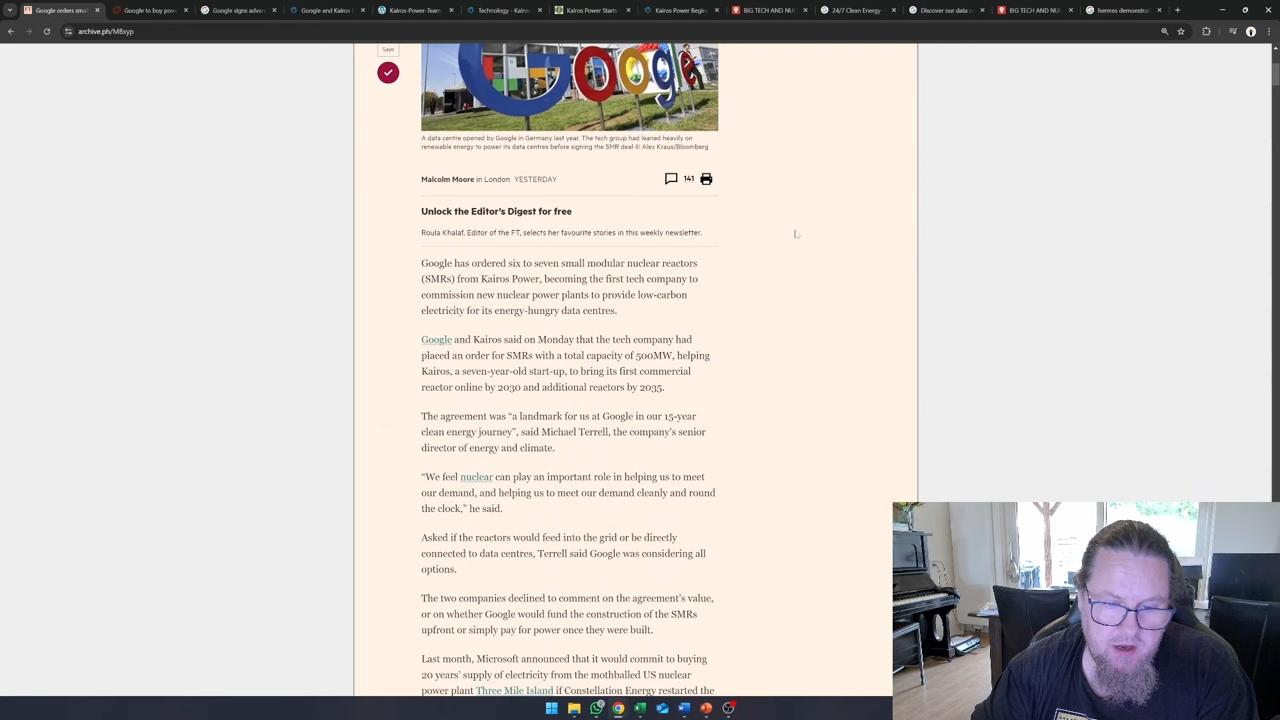 Google orders sma
Google to buy pow
Google signs advan
Google and Kairos
Kairos-Power-Team
Technology - Kairos
Kairos Power Starts
Kairos Power Begin
BIG TECH AND NU
24/7 Clean Energy
Discover our data c
BIG TECH AND NU
hermes demonstrat
archive.ph/M8xyp
Save
Google
A data centre opened by Google in Germany last year. The tech group had leaned heavily on
renewable energy to power its data centres before signing the SMR deal © Alex Kraus/Bloomberg
Malcolm Moore in London YESTERDAY
141
Unlock the Editor's Digest for free
Roula Khalaf, Editor of the FT, selects her favourite stories in this weekly newsletter.
Google has ordered six to seven small modular nuclear reactors
(SMRs) from Kairos Power, becoming the first tech company to
commission new nuclear power plants to provide low-carbon
electricity for its energy-hungry data centres.
Google and Kairos said on Monday that the tech company had
placed an order for SMRs with a total capacity of 500MW, helping
Kairos, a seven-year-old start-up, to bring its first commercial
reactor online by 2030 and additional reactors by 2035.
The agreement was “a landmark for us at Google in our 15-year
clean energy journey”, said Michael Terrell, the company's senior
director of energy and climate.
“We feel nuclear can play an important role in helping us to meet
our demand, and helping us to meet our demand cleanly and round
the clock,” he said.
Asked if the reactors would feed into the grid or be directly
connected to data centres, Terrell said Google was considering all
options.
The two companies declined to comment on the agreement's value,
or on whether Google would fund the construction of the SMRs
upfront or simply pay for power once they were built.
Last month, Microsoft announced that it would commit to buying
20 years' supply of electricity from the mothballed US nuclear
power plant Three Mile Island if Constellation Energy restarted the